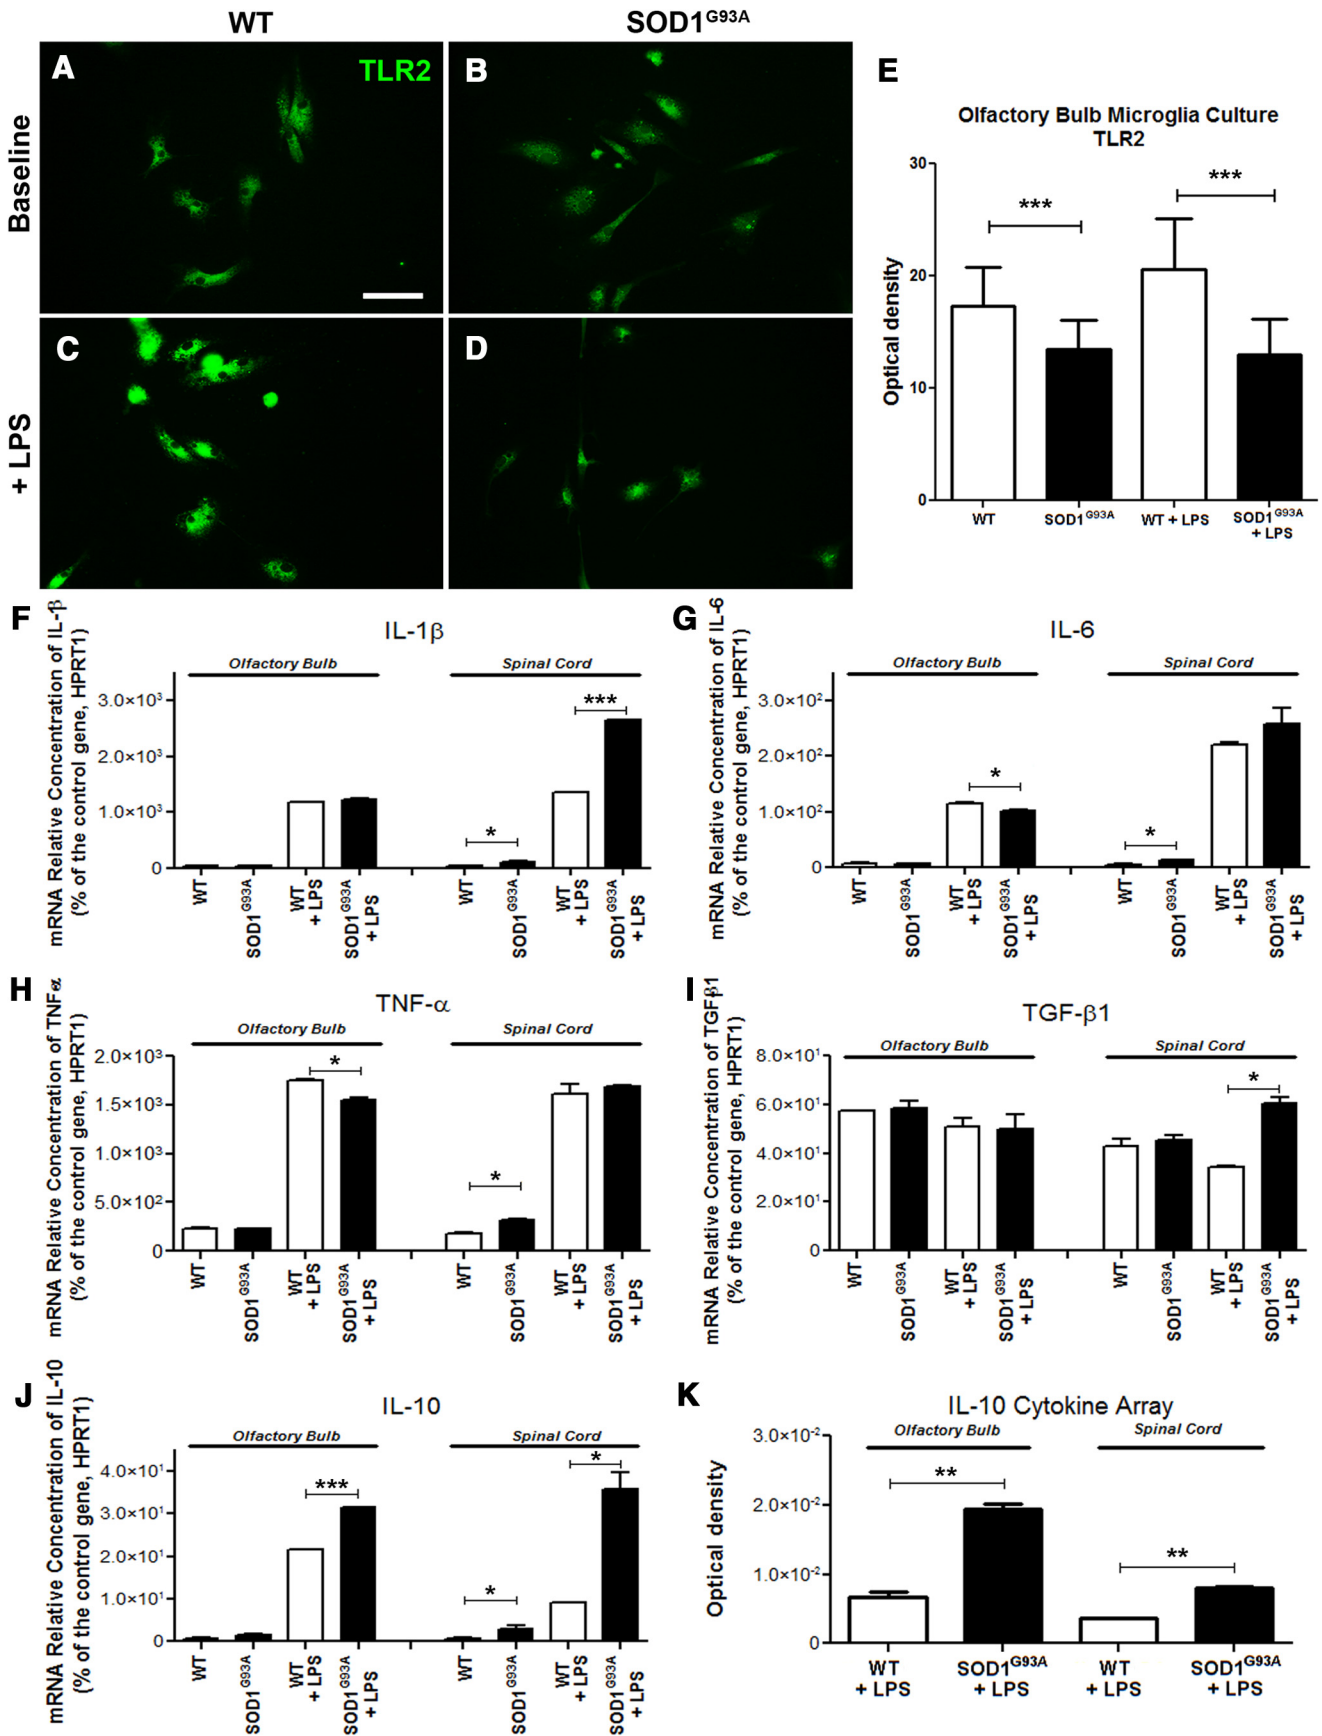 WT
SOD1G93A
Baseline
+ LPS
A
TLR2
B
C
D
E
Olfactory Bulb Microglia Culture
TLR2
Optical density
30
20
10
0
***
***
WT
SOD1G93A
WT + LPS
SOD1G93A
+ LPS
F
IL-1β
mRNA Relative Concentration of IL-1β
(% of the control gene, HPRT1)
Olfactory Bulb
Spinal Cord
3.0×10³
2.0×10³
1.0×10³
0
*
***
WT
SOD1G93A
WT
+ LPS
SOD1G93A
+ LPS
WT
SOD1G93A
WT
+ LPS
SOD1G93A
+ LPS
G
IL-6
mRNA Relative Concentration of IL-6
(% of the control gene, HPRT1)
Olfactory Bulb
Spinal Cord
3.0×10²
2.0×10²
1.0×10²
0
*
*
WT
SOD1G93A
WT
+ LPS
SOD1G93A
+ LPS
WT
SOD1G93A
WT
+ LPS
SOD1G93A
+ LPS
H
TNF-α
mRNA Relative Concentration of TNFα
(% of the control gene, HPRT1)
Olfactory Bulb
Spinal Cord
2.0×10³
1.5×10³
1.0×10³
5.0×10²
0
*
*
WT
SOD1G93A
WT
+ LPS
SOD1G93A
+ LPS
WT
SOD1G93A
WT
+ LPS
SOD1G93A
+ LPS
I
TGF-β1
mRNA Relative Concentration of TGFβ1
(% of the control gene, HPRT1)
Olfactory Bulb
Spinal Cord
8.0×10¹
6.0×10¹
4.0×10¹
2.0×10¹
0
*
WT
SOD1G93A
WT
+ LPS
SOD1G93A
+ LPS
WT
SOD1G93A
WT
+ LPS
SOD1G93A
+ LPS
J
IL-10
mRNA Relative Concentration of IL-10
(% of the control gene, HPRT1)
Olfactory Bulb
Spinal Cord
4.0×10¹
3.0×10¹
2.0×10¹
1.0×10¹
0
***
*
*
WT
SOD1G93A
WT
+ LPS
SOD1G93A
+ LPS
WT
SOD1G93A
WT
+ LPS
SOD1G93A
+ LPS
K
IL-10 Cytokine Array
Optical density
Olfactory Bulb
Spinal Cord
3.0×10⁻²
2.0×10⁻²
1.0×10⁻²
0
**
**
WT
+ LPS
SOD1G93A
+ LPS
WT
+ LPS
SOD1G93A
+ LPS